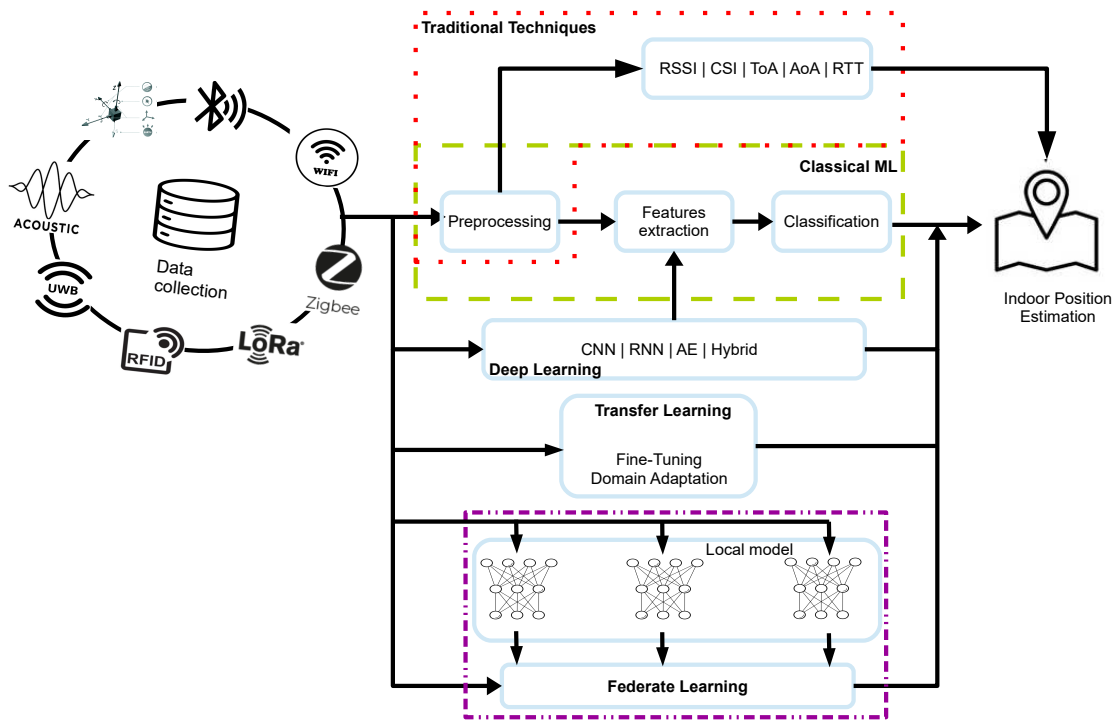 Traditional Techniques
RSSI | CSI | ToA | AoA | RTT
WIFI
Classical ML
ACOUSTIC
Preprocessing
Features
extraction
Classification
Data
collection
UWB
Zigbee
Indoor Position
Estimation
RFID
LoRa
CNN | RNN | AE | Hybrid
Deep Learning
Transfer Learning
Fine-Tuning
Domain Adaptation
Local model
Federate Learning